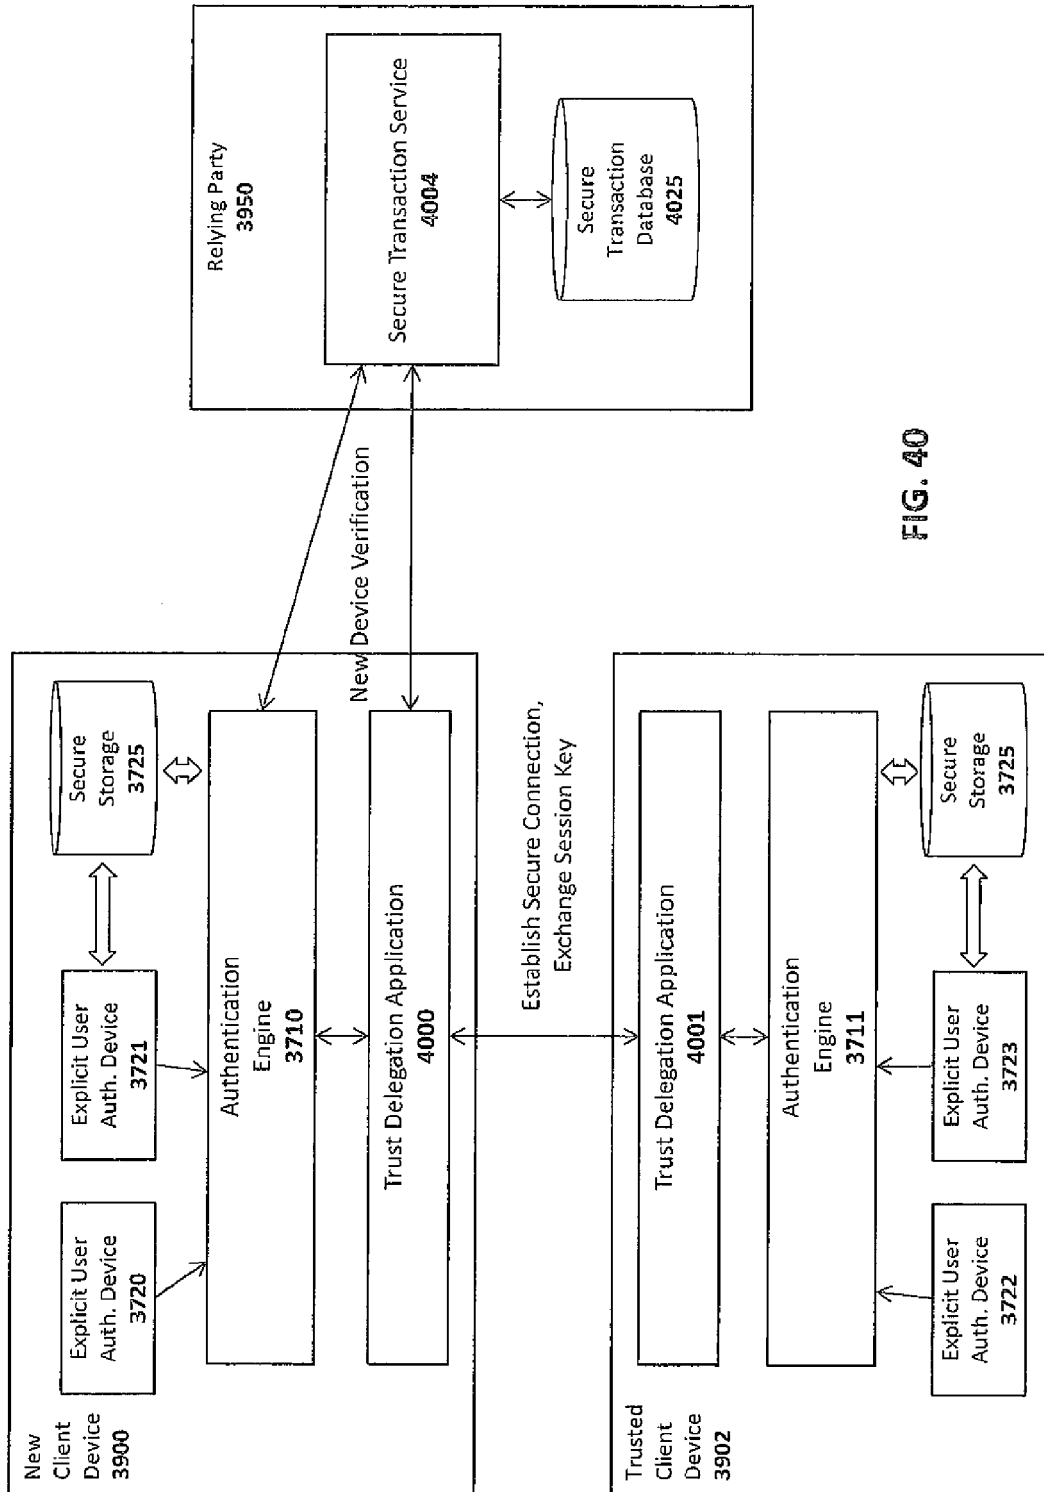 New
Client
Device
3900
Explicit User
Auth. Device
3720
Explicit User
Auth. Device
3721
Secure
Storage
3725
Authentication
Engine
3710
Trust Delegation Application
4000
New Device Verification
Relying Party
3950
Secure Transaction Service
4004
Secure
Transaction
Database
4025
Establish Secure Connection,
Exchange Session Key
Trusted
Client
Device
3902
Trust Delegation Application
4001
Authentication
Engine
3711
Explicit User
Auth. Device
3722
Explicit User
Auth. Device
3723
Secure
Storage
3725
FIG. 40